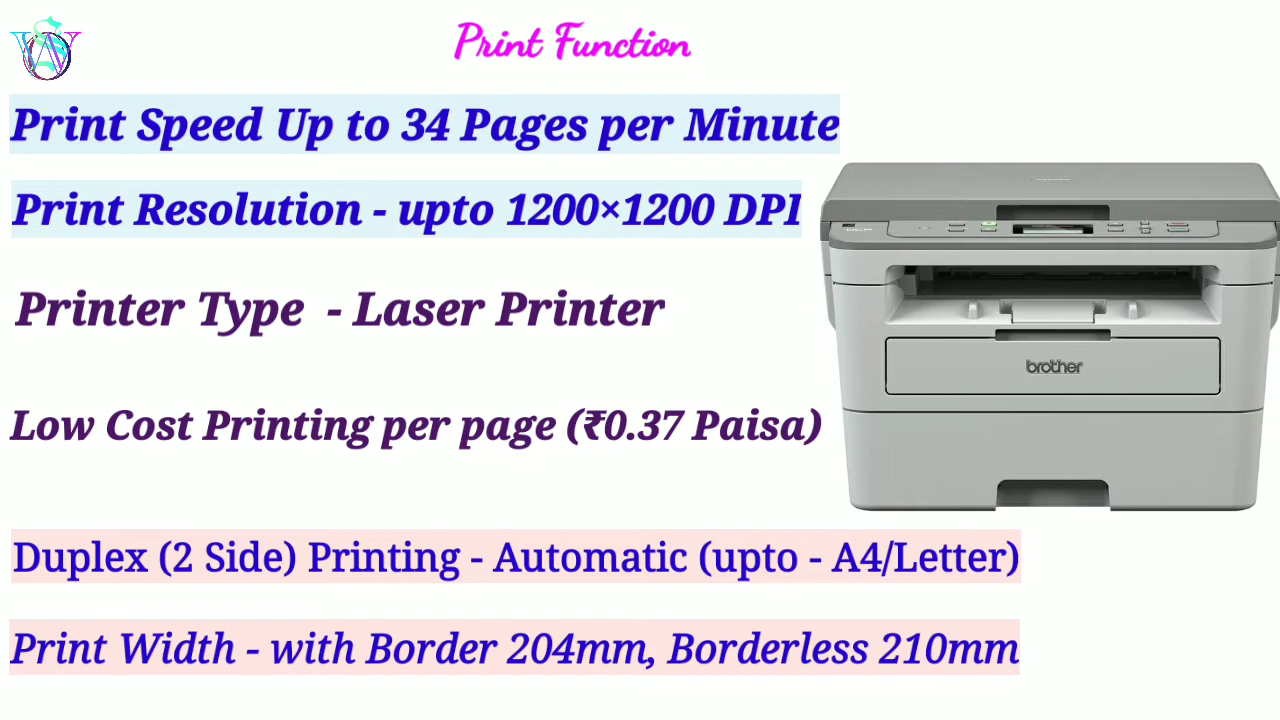 Print Function
Print Speed Up to 34 Pages per Minute
Print Resolution - upto 1200×1200 DPI
Printer Type - Laser Printer
brother
Low Cost Printing per page (₹0.37 Paisa)
Duplex (2 Side) Printing - Automatic (upto - A4/Letter)
Print Width - with Border 204mm, Borderless 210mm